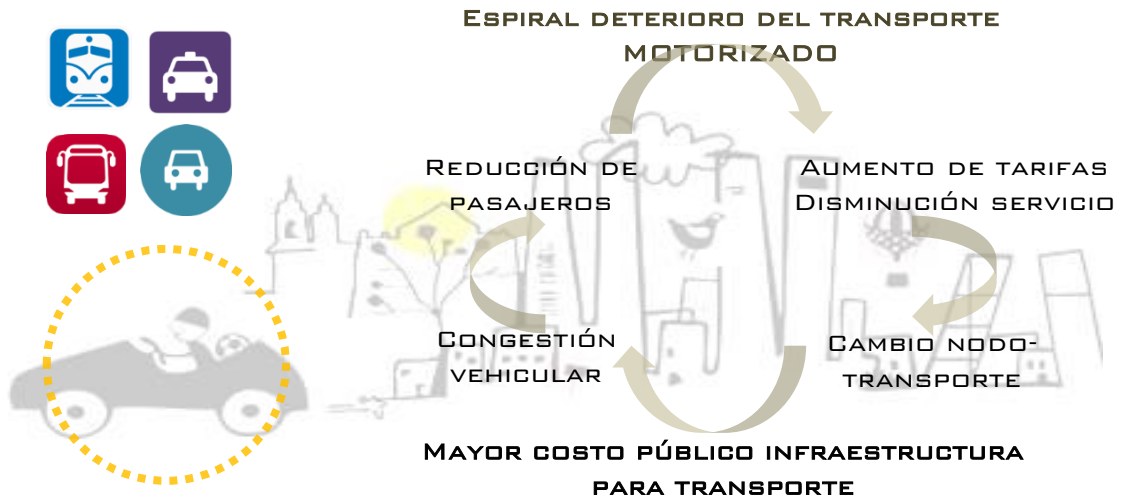 ESPIRAL DETERIORO DEL TRANSPORTE
MOTORIZADO
REDUCCIÓN DE
PASAJEROS
AUMENTO DE TARIFAS
DISMINUCIÓN SERVICIO
CONGESTIÓN
VEHICULAR
CAMBIO NODO-
TRANSPORTE
MAYOR COSTO PÚBLICO INFRAESTRUCTURA
PARA TRANSPORTE